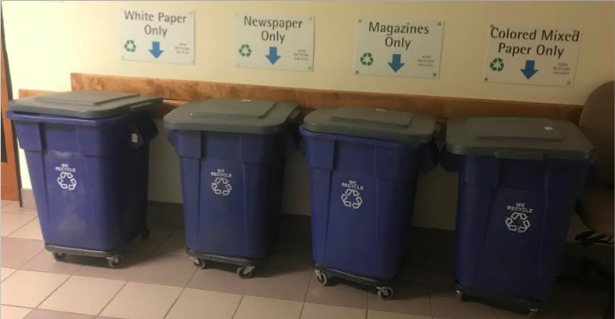 White Paper
Only
Newspaper
Only
Magazines
Only
Colored Mixed
Paper Only
WE
RECYCLE
WE
RECYCLE
WE
RECYCLE
WE
RECYCLE